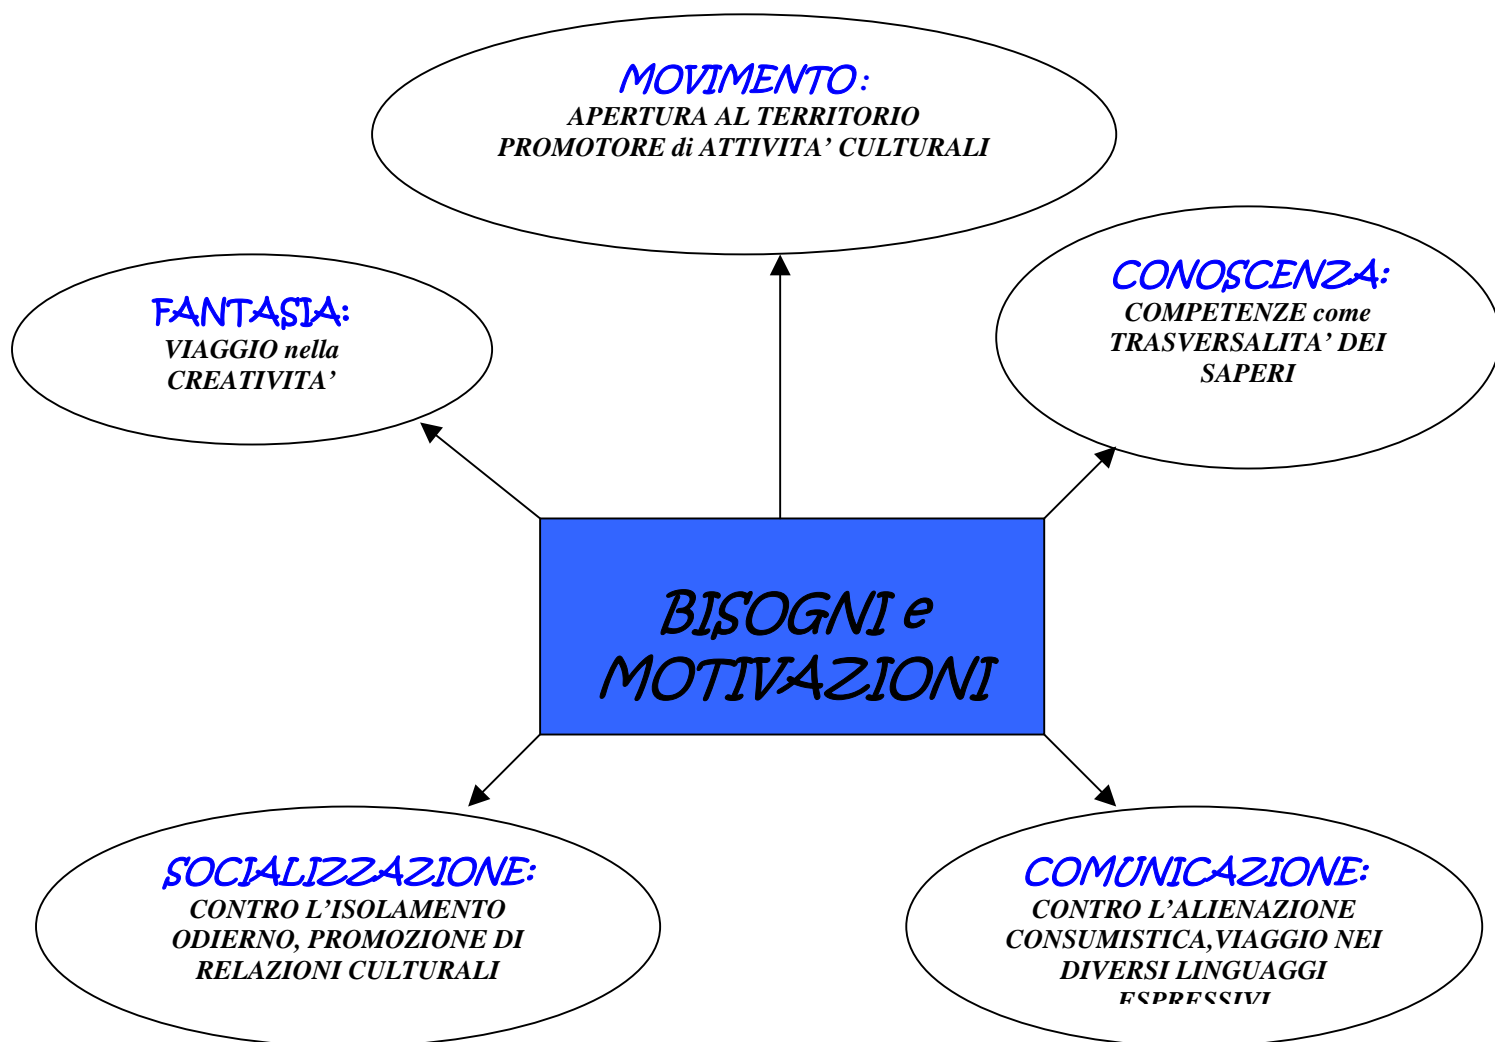 MOVIMENTO:
APERTURA AL TERRITORIO
PROMOTORE di ATTIVITA’ CULTURALI
CONOSCENZA:
COMPETENZE come
TRASVERSALITA’ DEI
SAPERI
FANTASIA:
VIAGGIO nella
CREATIVITA’
BISOGNI e
MOTIVAZIONI
SOCIALIZZAZIONE:
CONTRO L’ISOLAMENTO
ODIERNO, PROMOZIONE DI
RELAZIONI CULTURALI
COMUNICAZIONE:
CONTRO L’ALIENAZIONE
CONSUMISTICA,VIAGGIO NEI
DIVERSI LINGUAGGI
ESPRESSIVI